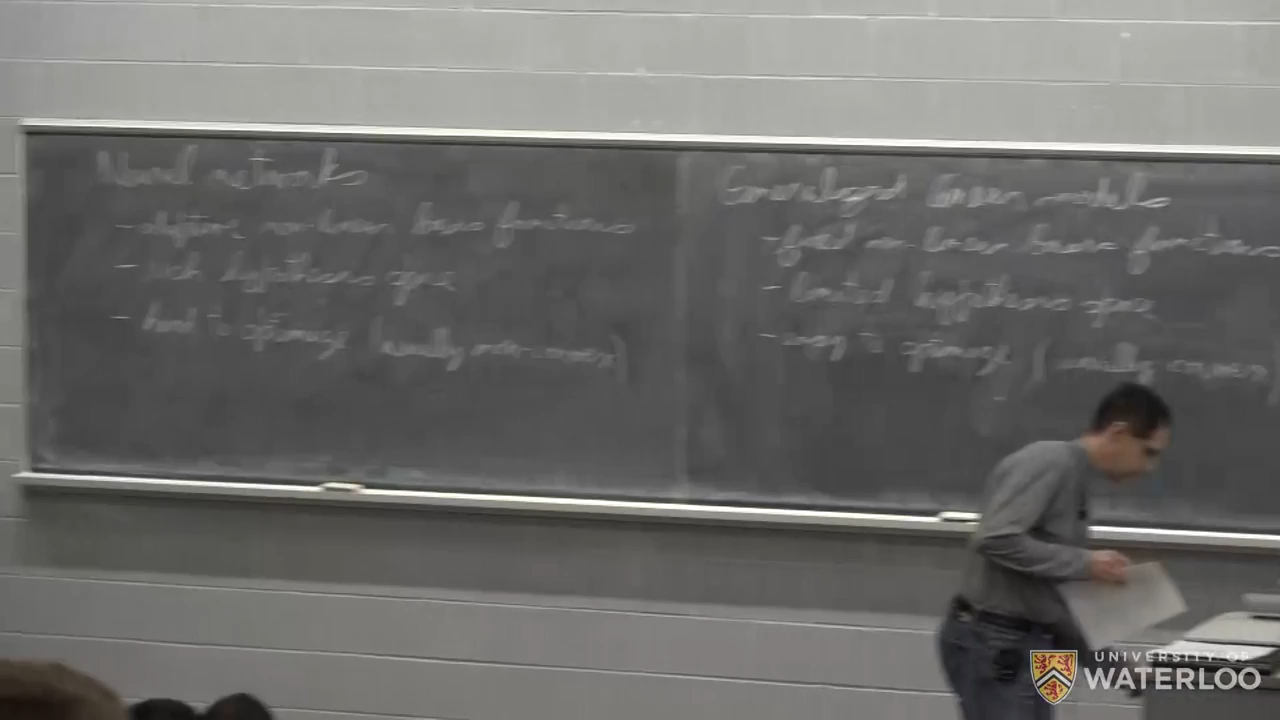 Neural networks
- adaptive non-linear basis functions
- rich hypothesis space
- hard to optimize (usually non-convex)
Generalized linear models
- fixed non-linear basis functions
- limited hypothesis space
- easy to optimize (usually convex)
UNIVERSITY OF
WATERLOO